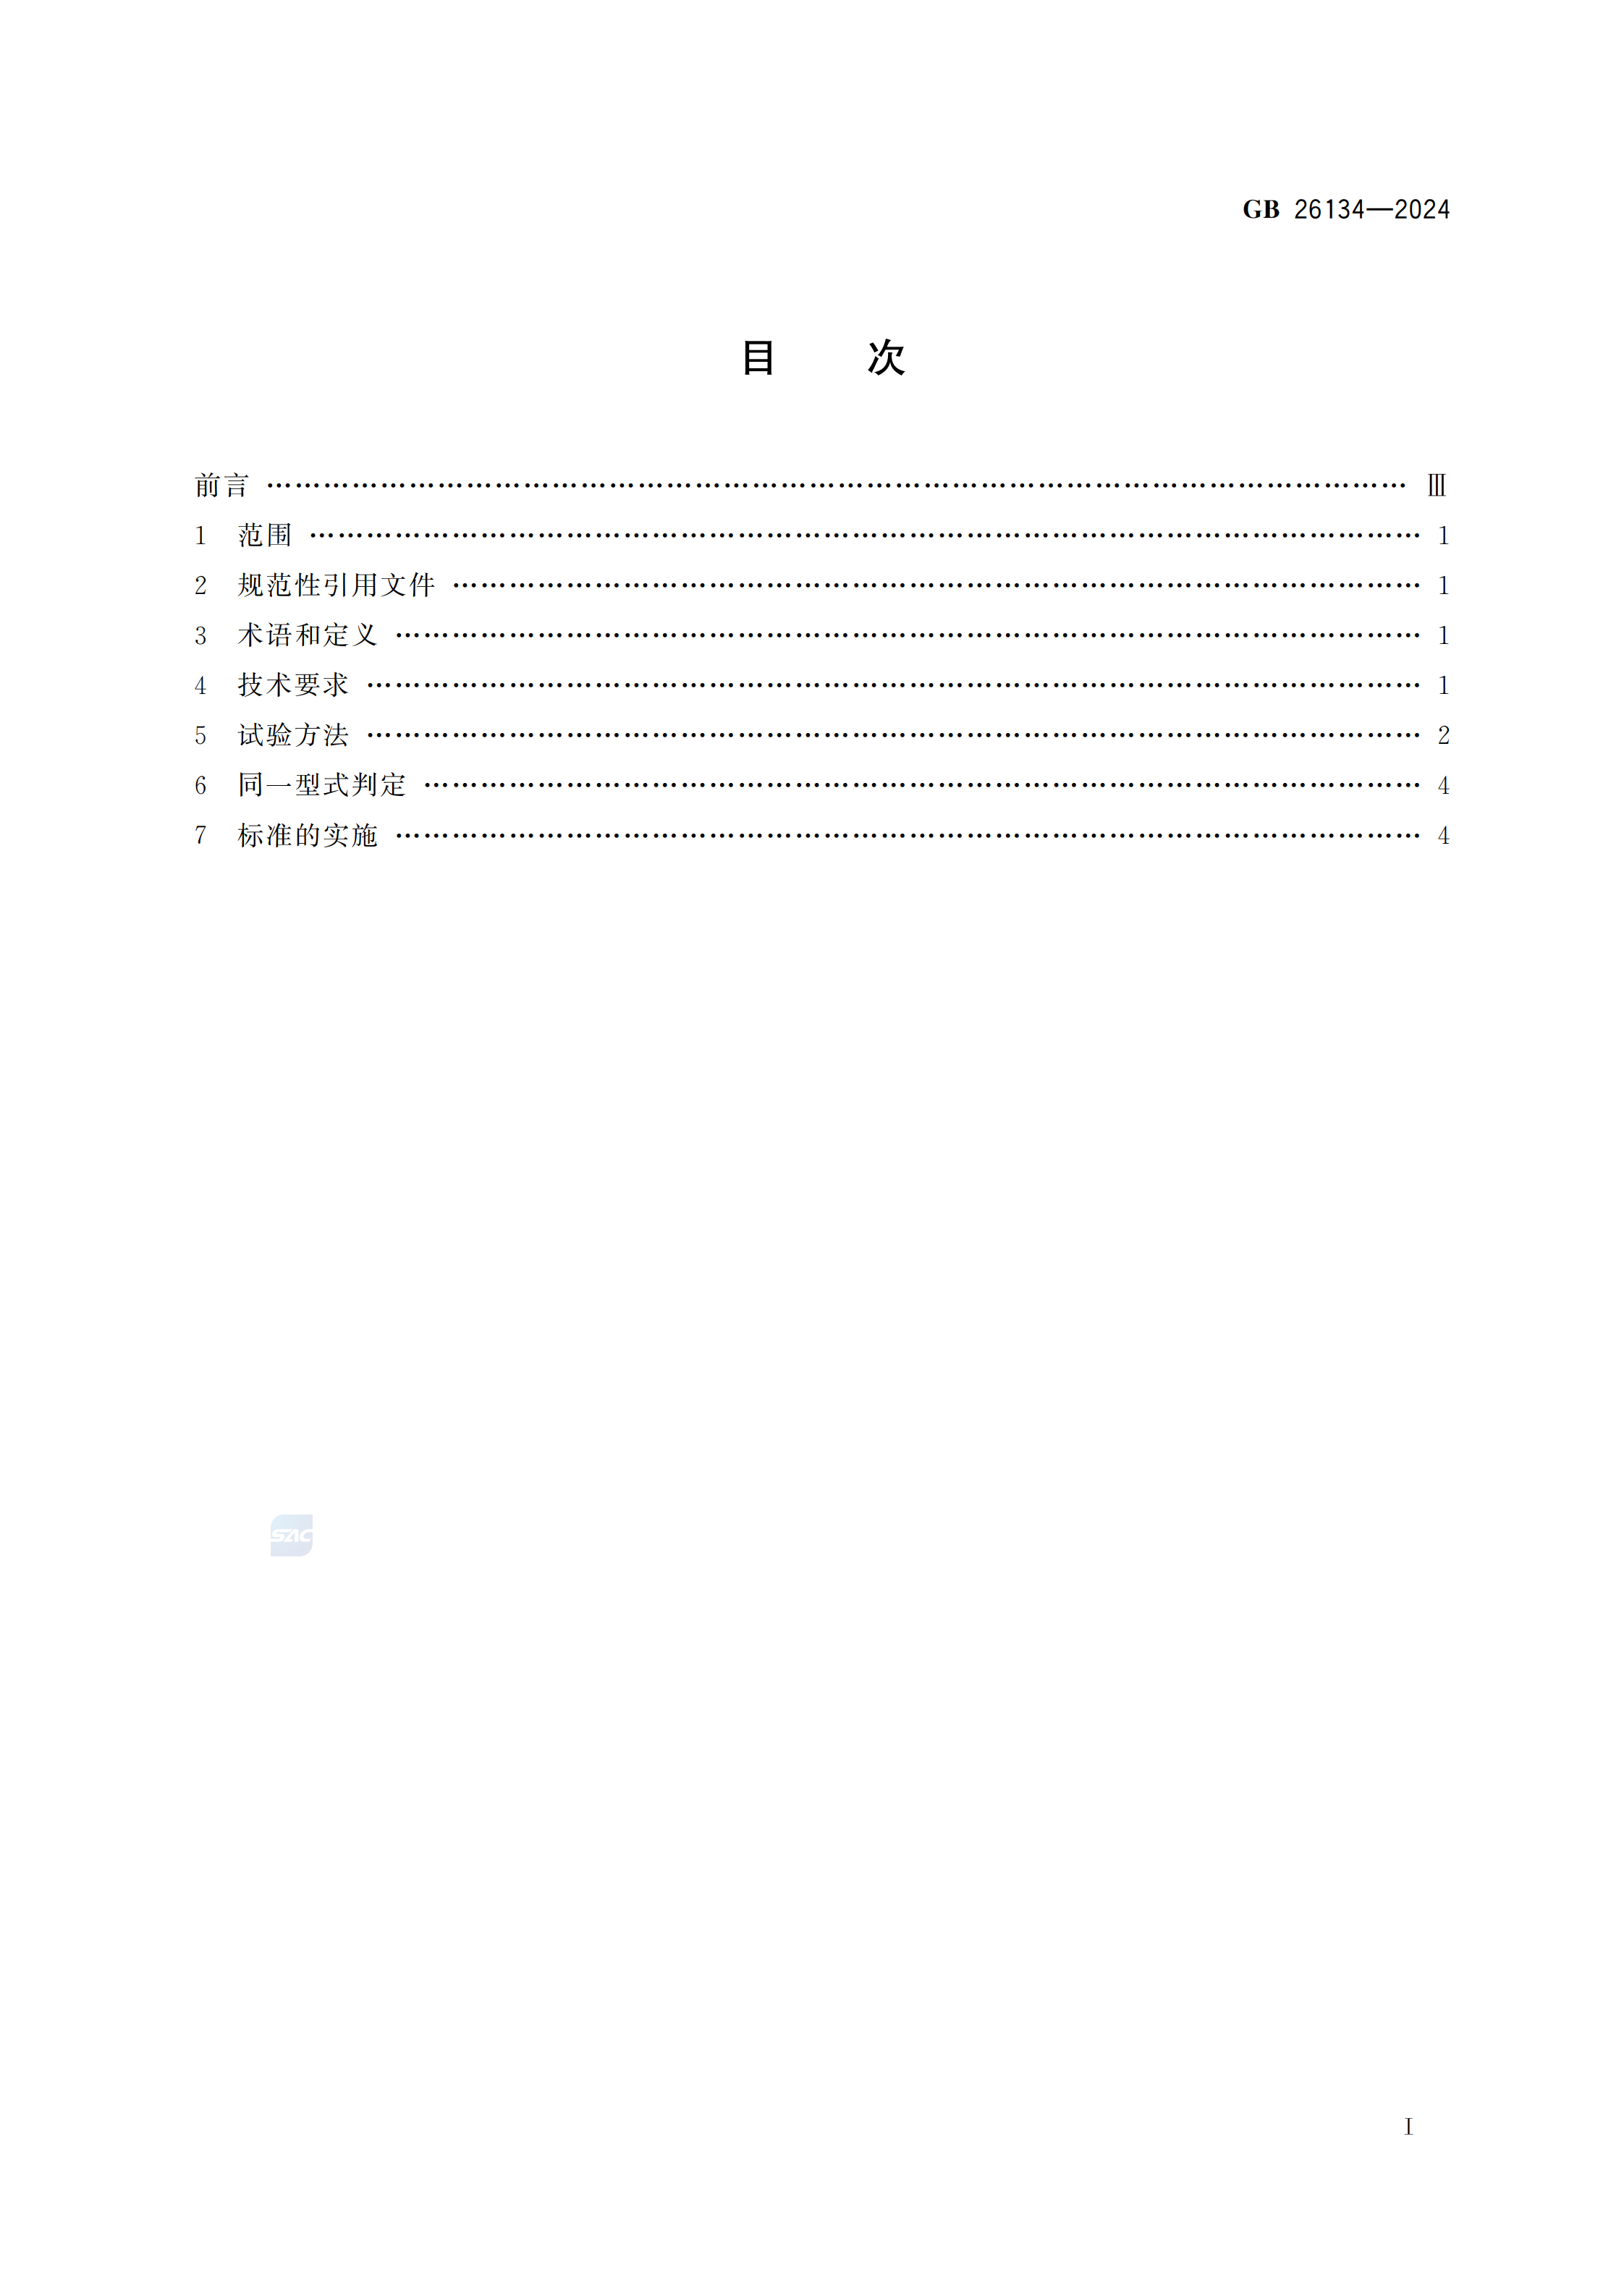 GB 26134—2024
目 次
前言 ………………………………………………………………………………………………………… Ⅲ
1 范围 ……………………………………………………………………………………………………… 1
2 规范性引用文件 ………………………………………………………………………………………… 1
3 术语和定义 ……………………………………………………………………………………………… 1
4 技术要求 ………………………………………………………………………………………………… 1
5 试验方法 ………………………………………………………………………………………………… 2
6 同一型式判定 …………………………………………………………………………………………… 4
7 标准的实施 ……………………………………………………………………………………………… 4
SAC
Ⅰ